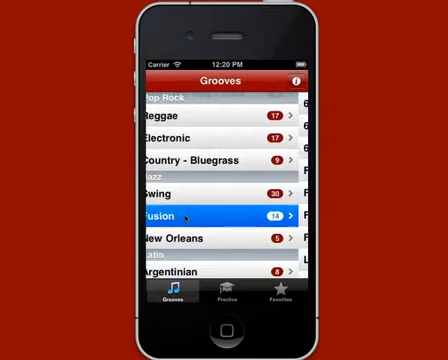 Carrier 12:20 PM
Grooves
Pop Rock
Reggae 17
Electronic 17
Country - Bluegrass 9
Jazz
Swing 30
Fusion 14
New Orleans 5
Latin
Argentinian 8
Grooves Practice Favorites